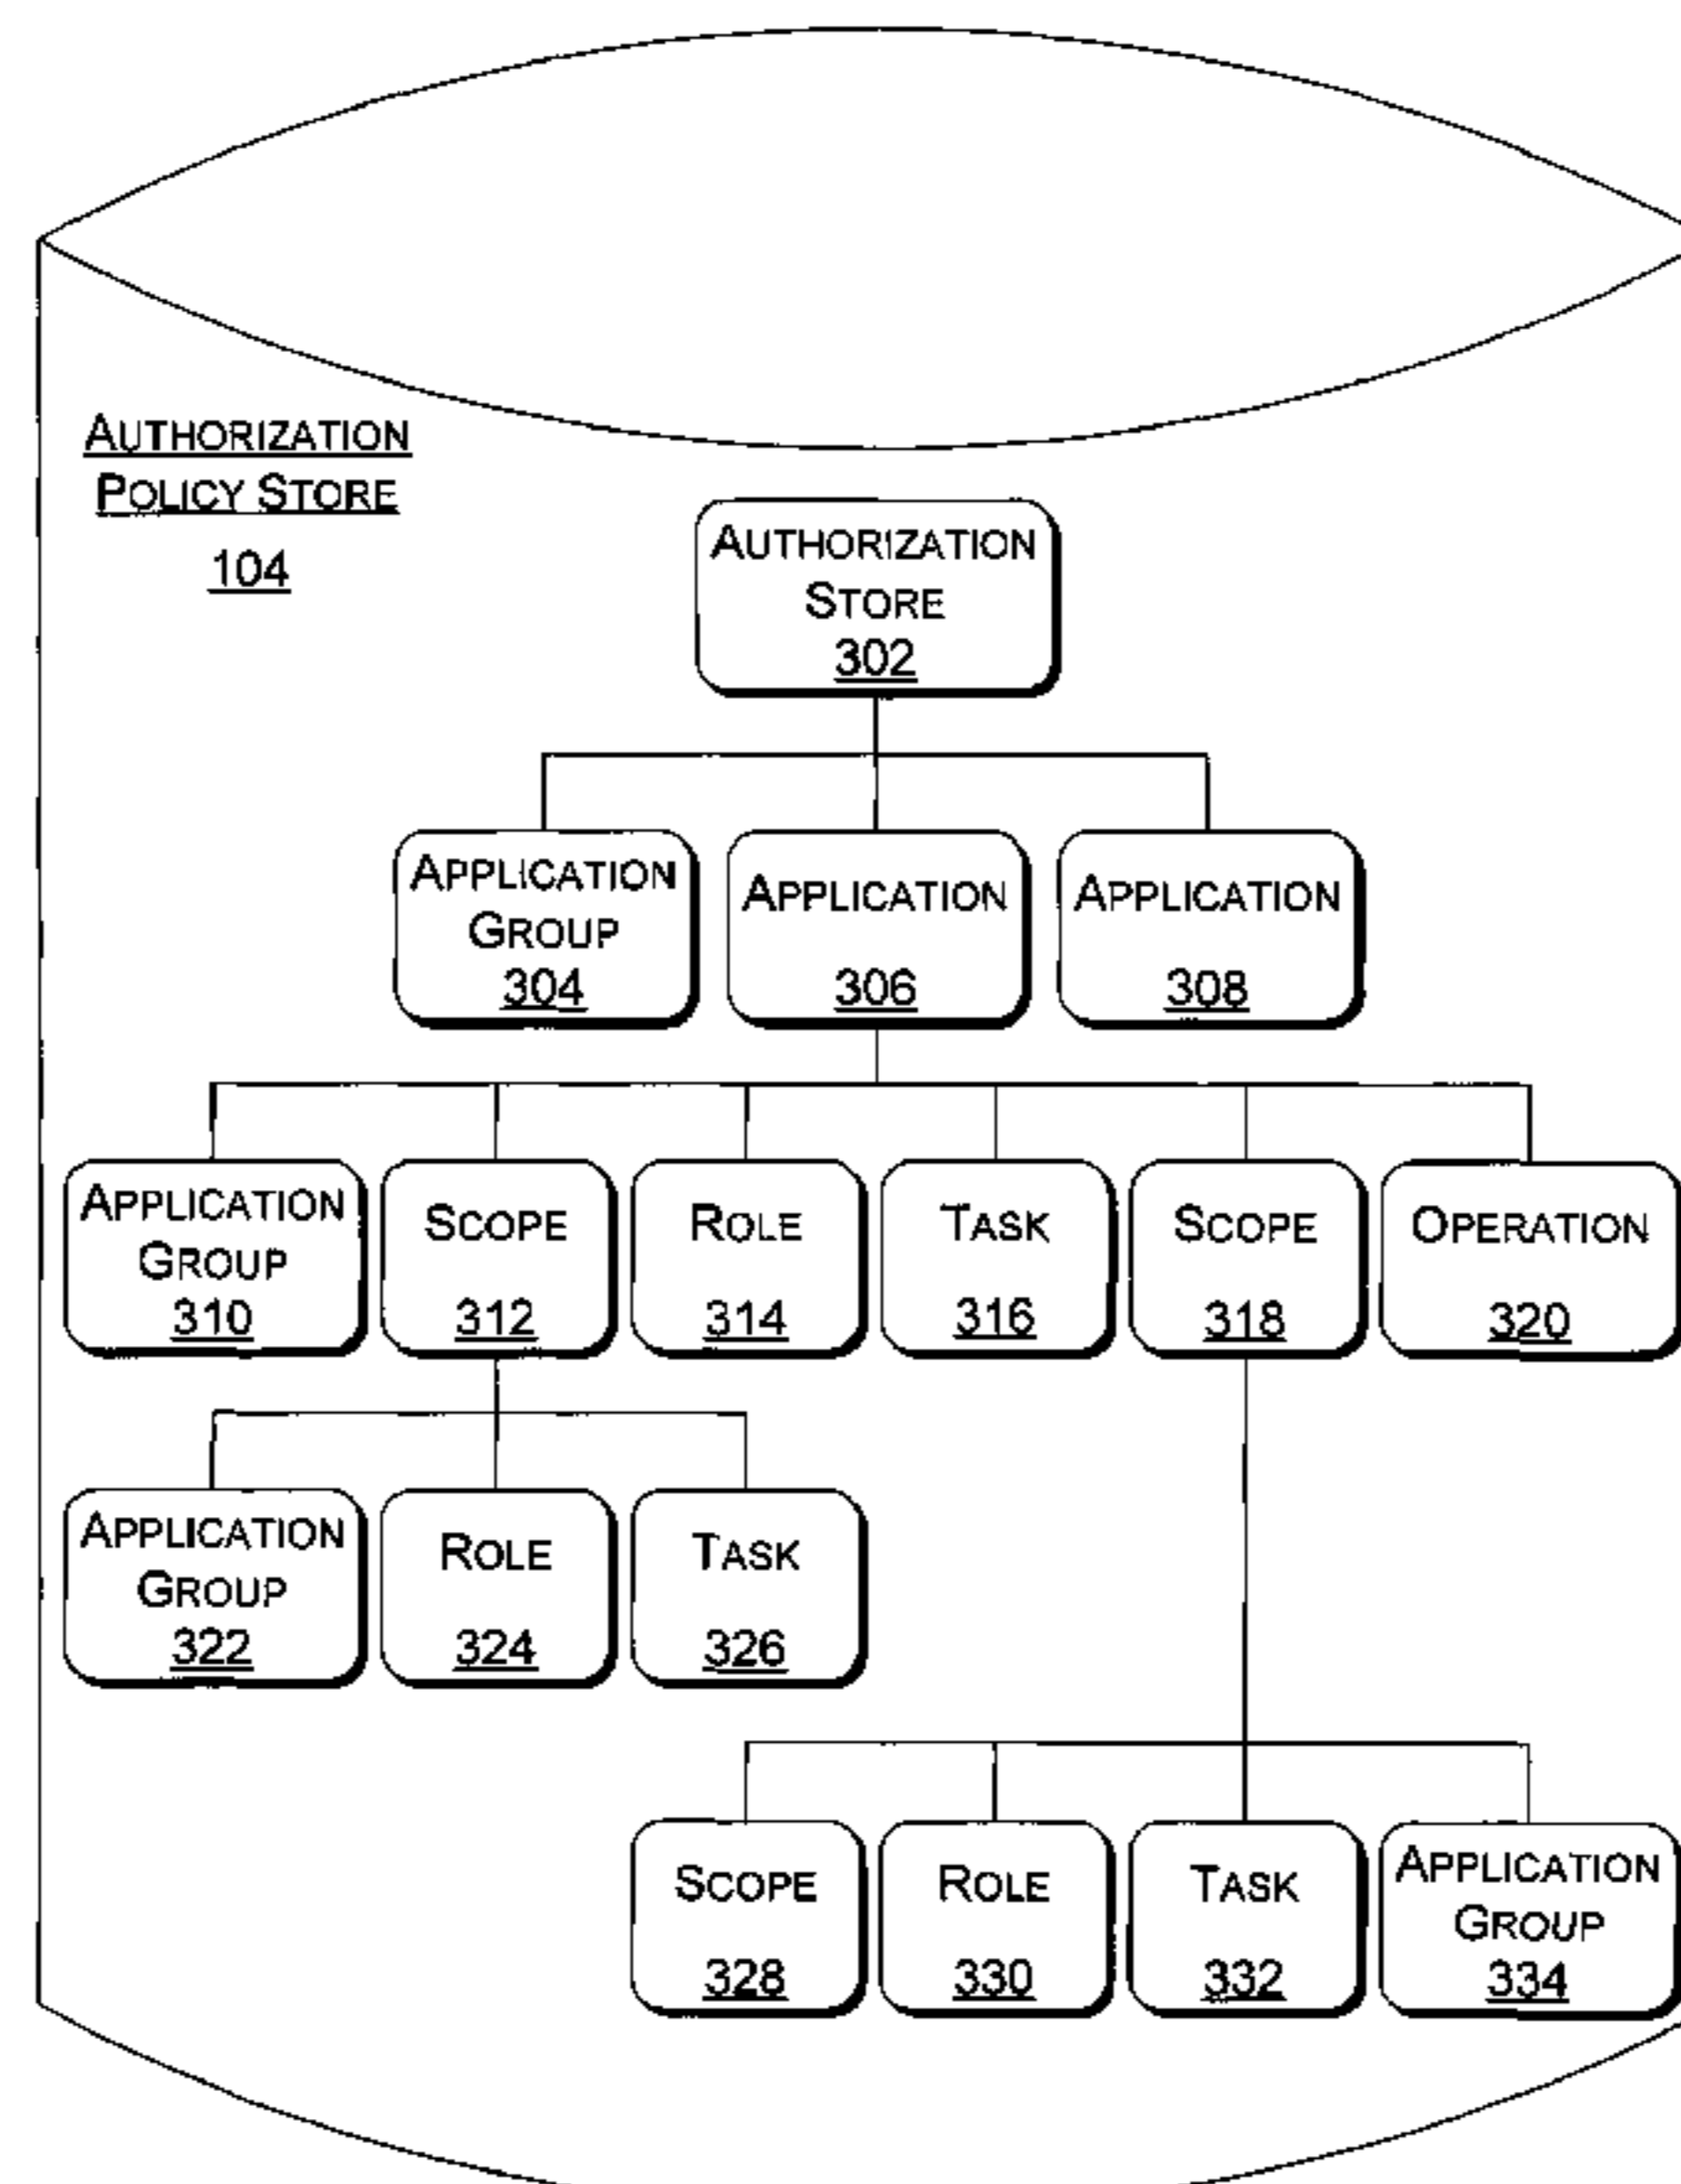 AUTHORIZATION
POLICY STORE
104
AUTHORIZATION
STORE
302
APPLICATION
GROUP
304
APPLICATION
306
APPLICATION
308
APPLICATION
GROUP
310
SCOPE
312
ROLE
314
TASK
316
SCOPE
318
OPERATION
320
APPLICATION
GROUP
322
ROLE
324
TASK
326
SCOPE
328
ROLE
330
TASK
332
APPLICATION
GROUP
334